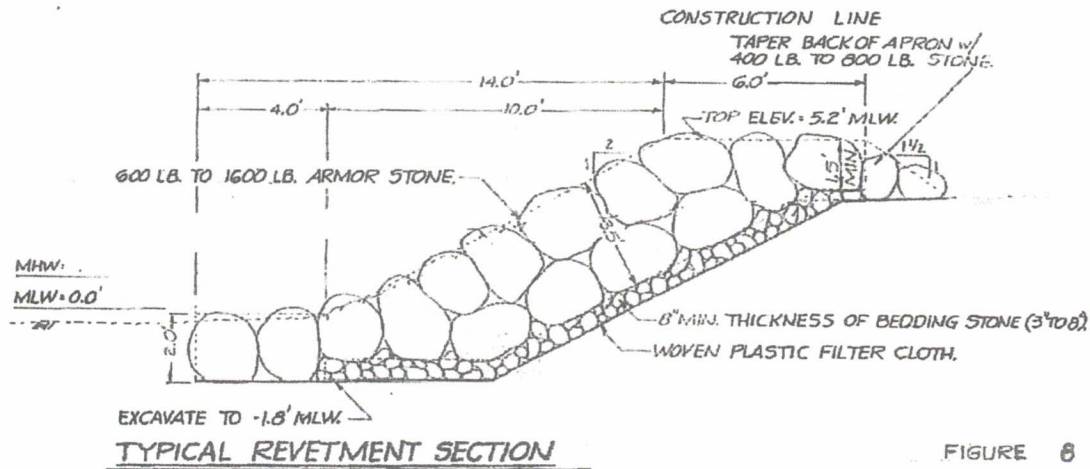 CONSTRUCTION LINE
TAPER BACK OF APRON w/
400 LB. TO 800 LB. STONE.
14.0'
6.0'
4.0'
10.0'
TOP ELEV. = 5.2' MLW.
2
1
1 1/2
1
600 LB. TO 1600 LB. ARMOR STONE.
1.5'
MIN.
MHW=
MLW=0.0'
2.0'
8" MIN. THICKNESS OF BEDDING STONE (3" TO 8").
WOVEN PLASTIC FILTER CLOTH.
EXCAVATE TO -1.8' MLW.
TYPICAL REVETMENT SECTION
FIGURE 8